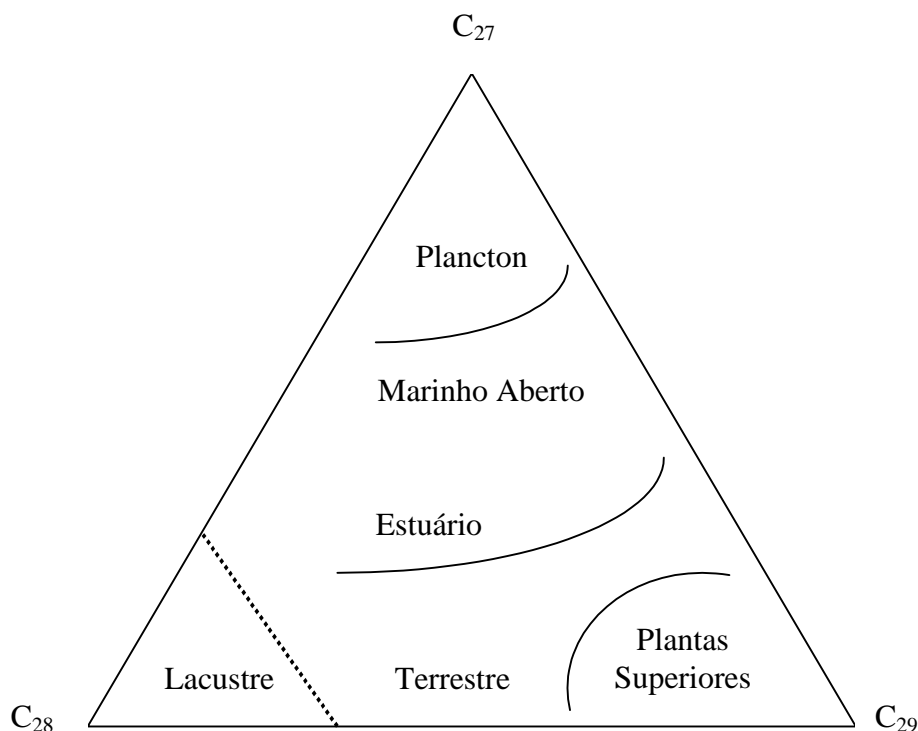 C₂₇
Plancton
Marinho Aberto
Estuário
Plantas
Superiores
Lacustre
Terrestre
C₂₈
C₂₉